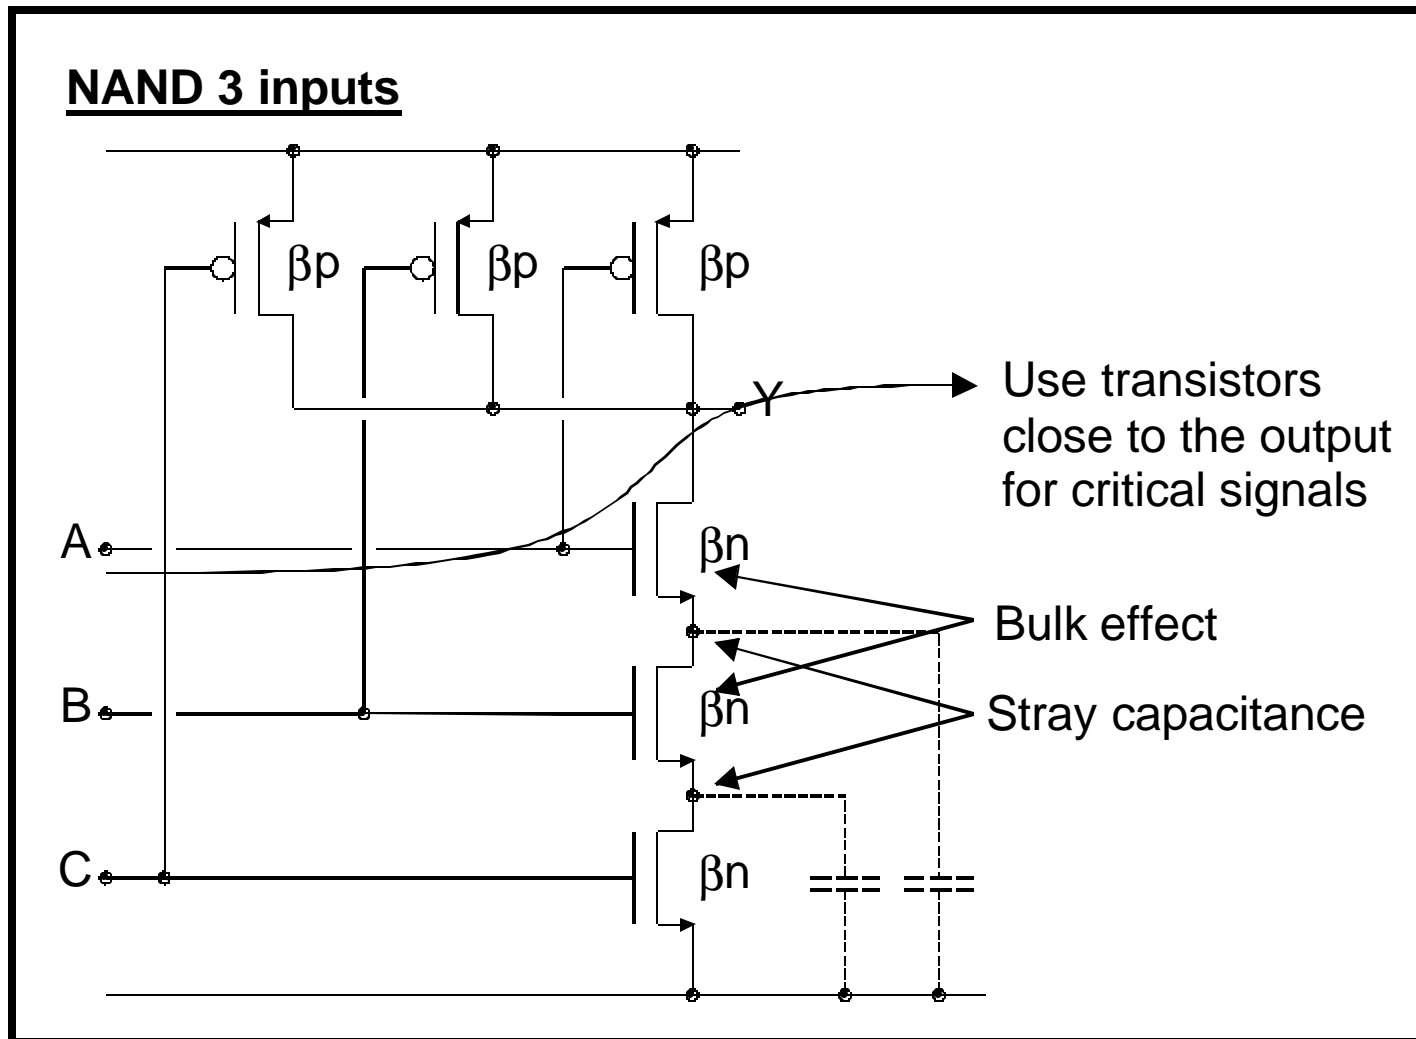 NAND 3 inputs
βp
βp
βp
Y
Use transistors
close to the output
for critical signals
A
βn
Bulk effect
B
βn
Stray capacitance
C
βn